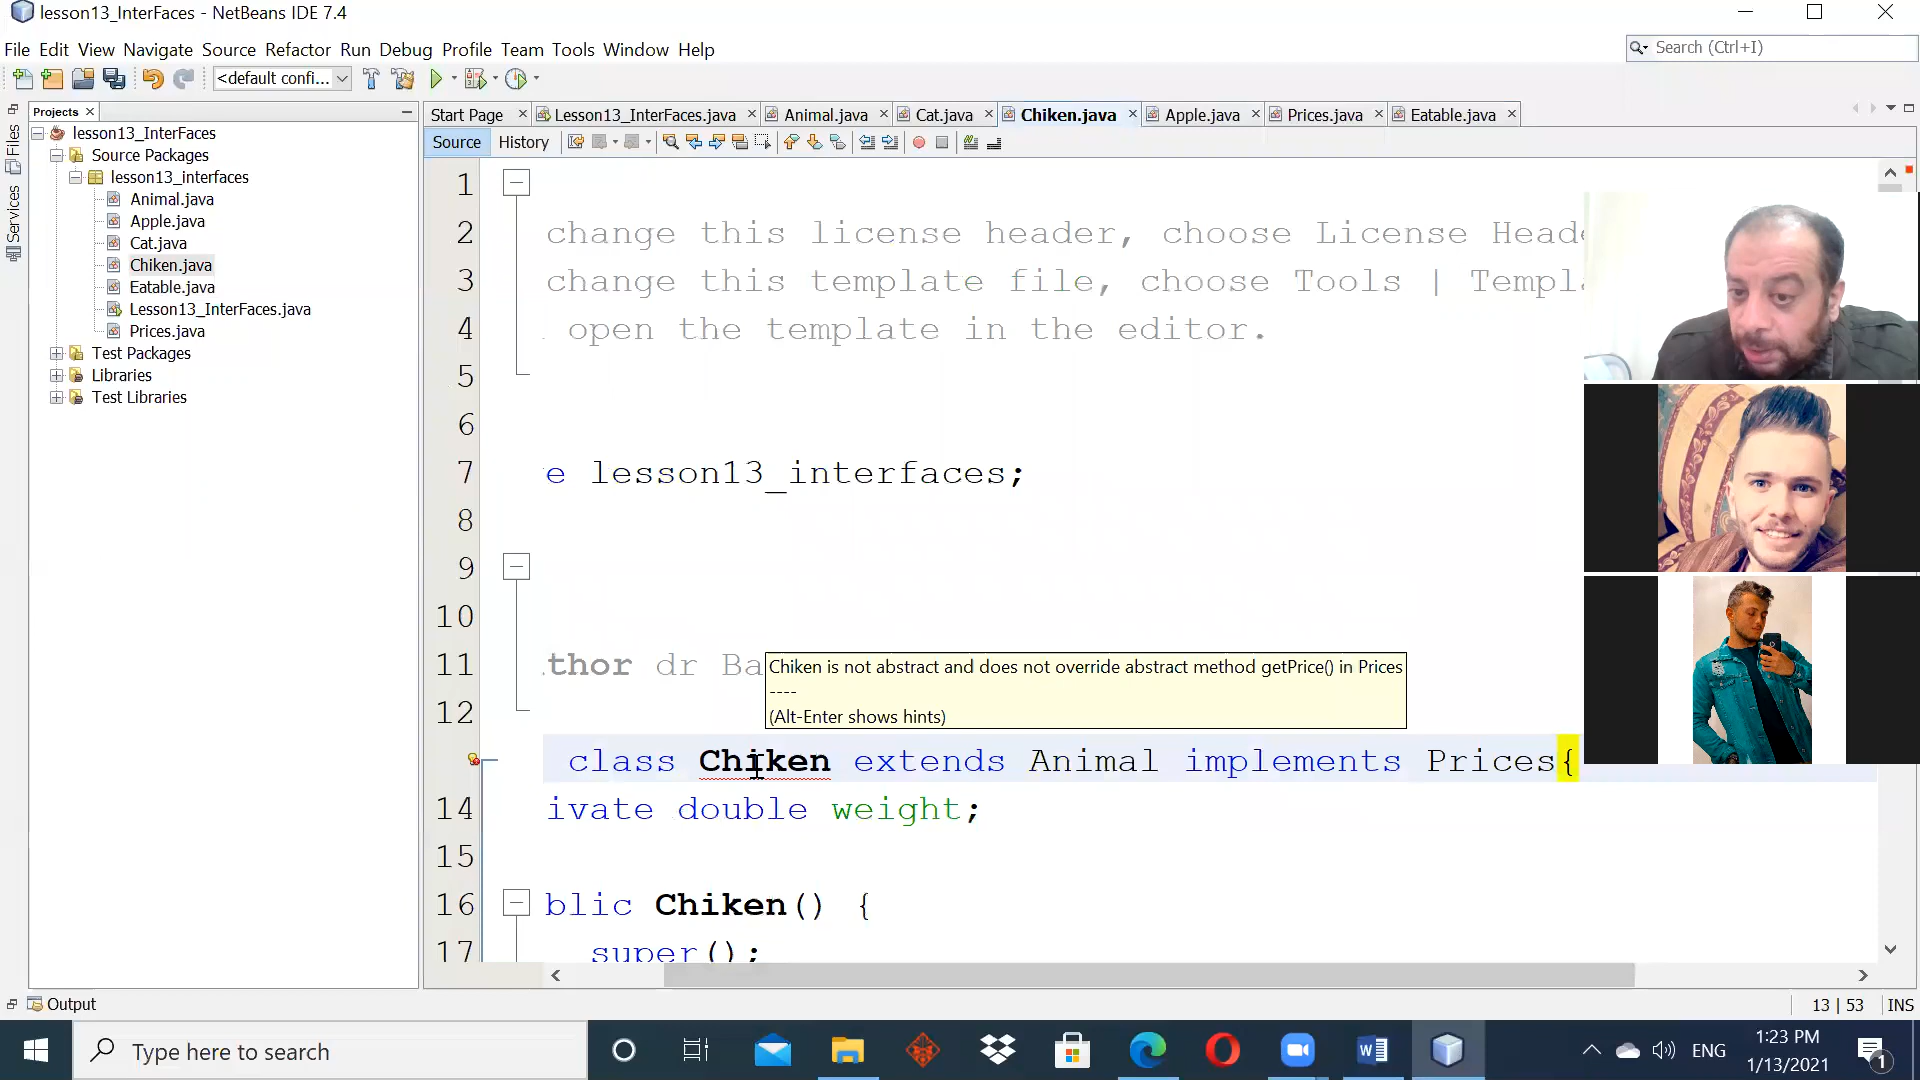 lesson13_InterFaces - NetBeans IDE 7.4
File Edit View Navigate Source Refactor Run Debug Profile Team Tools Window Help
Search (Ctrl+I)
<default confi...
Projects
Files
Services
lesson13_InterFaces
Source Packages
lesson13_interfaces
Animal.java
Apple.java
Cat.java
Chiken.java
Eatable.java
Lesson13_InterFaces.java
Prices.java
Test Packages
Libraries
Test Libraries
Start Page Lesson13_InterFaces.java Animal.java Cat.java Chiken.java Apple.java Prices.java Eatable.java
Source History
1
2 change this license header, choose License Heade
3 change this template file, choose Tools | Templa
4 open the template in the editor.
5
6
7 e lesson13_interfaces;
8
9
10
11 thor dr Ba
Chiken is not abstract and does not override abstract method getPrice() in Prices
----
(Alt-Enter shows hints)
12
class Chiken extends Animal implements Prices{
14 ivate double weight;
15
16 blic Chiken() {
17 super();
Output
13 | 53 INS
Type here to search
ENG
1:23 PM
1/13/2021
1